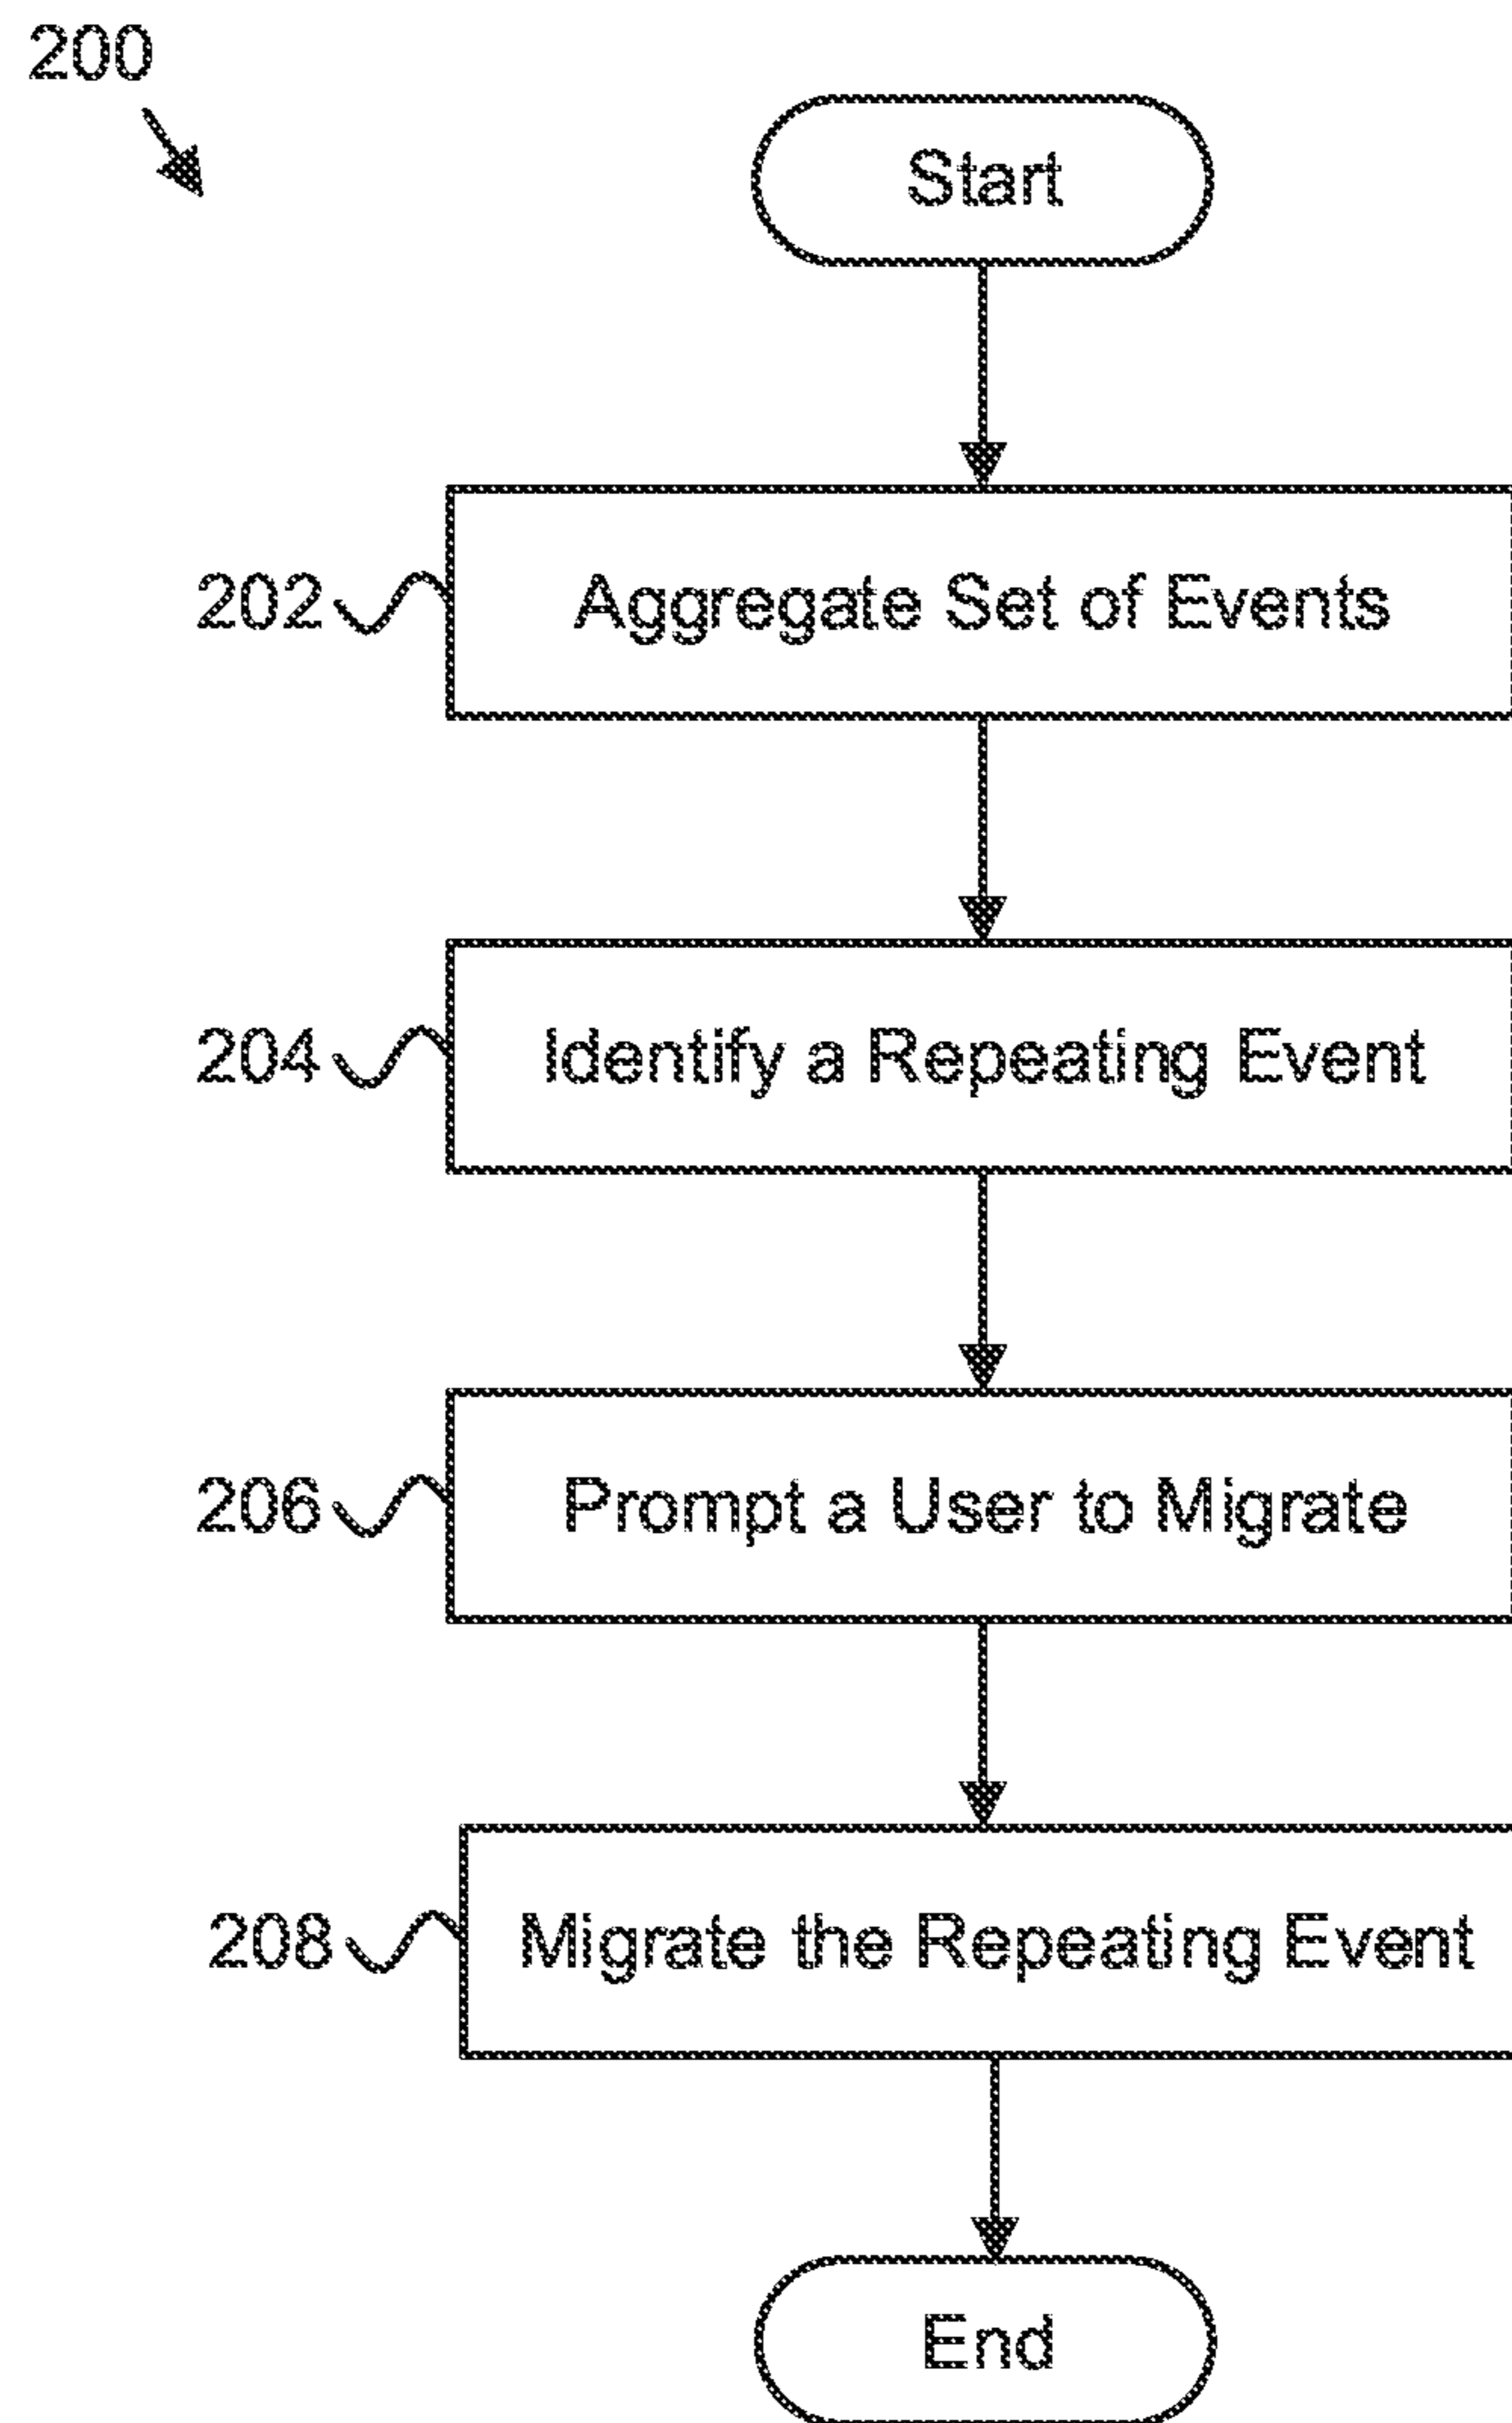 200
Start
202 Aggregate Set of Events
204 Identify a Repeating Event
206 Prompt a User to Migrate
208 Migrate the Repeating Event
End